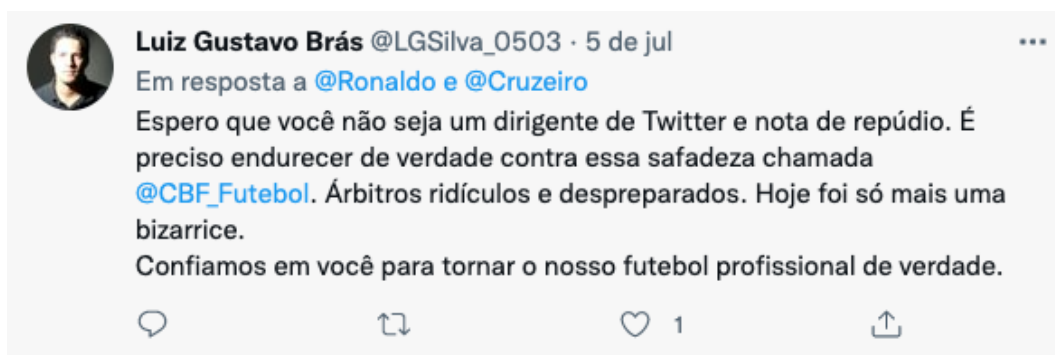 Luiz Gustavo Brás @LGSilva_0503 · 5 de jul
Em resposta a @Ronaldo e @Cruzeiro
Espero que você não seja um dirigente de Twitter e nota de repúdio. É
preciso endurecer de verdade contra essa safadeza chamada
@CBF_Futebol. Árbitros ridículos e despreparados. Hoje foi só mais uma
bizarrice.
Confiamos em você para tornar o nosso futebol profissional de verdade.
1